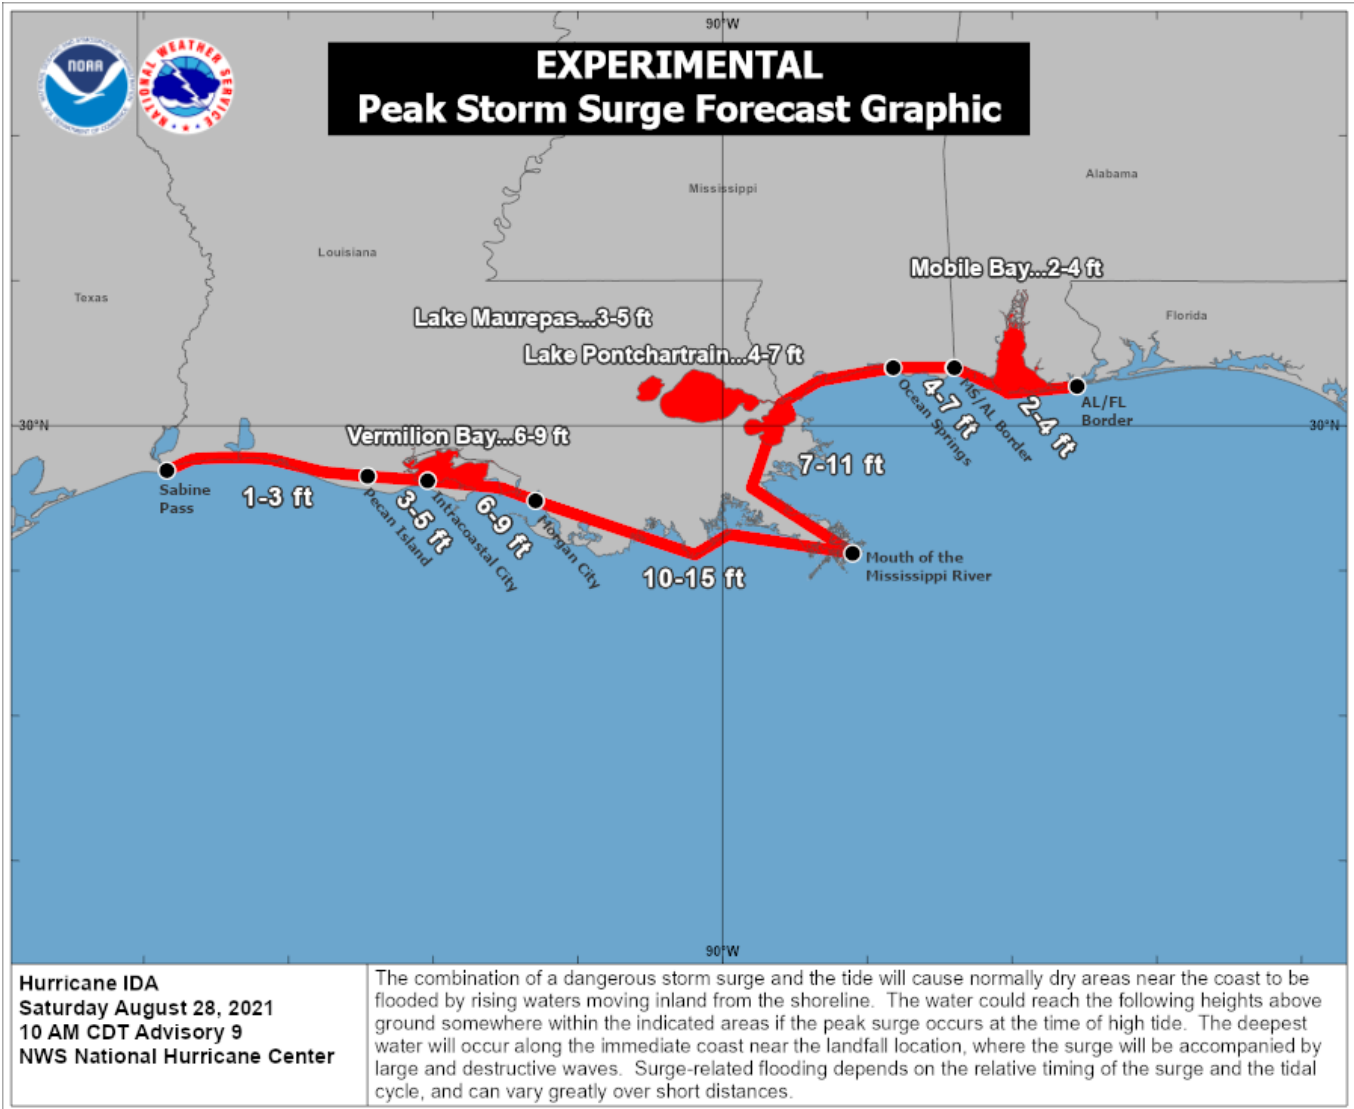 90°W
NOAA
NATIONAL WEATHER SERVICE
EXPERIMENTAL
Peak Storm Surge Forecast Graphic
Alabama
Mississippi
Louisiana
Mobile Bay...2-4 ft
Texas
Florida
Lake Maurepas...3-5 ft
Lake Pontchartrain...4-7 ft
30°N
30°N
Vermilion Bay...6-9 ft
Sabine
Pass
1-3 ft
Pecan Island
3-5 ft
Intracoastal City
6-9 ft
Morgan City
10-15 ft
Mouth of the
Mississippi River
7-11 ft
Ocean Springs
4-7 ft
MS/AL Border
2-4 ft
AL/FL
Border
90°W
Hurricane IDA
Saturday August 28, 2021
10 AM CDT Advisory 9
NWS National Hurricane Center
The combination of a dangerous storm surge and the tide will cause normally dry areas near the coast to be
flooded by rising waters moving inland from the shoreline. The water could reach the following heights above
ground somewhere within the indicated areas if the peak surge occurs at the time of high tide. The deepest
water will occur along the immediate coast near the landfall location, where the surge will be accompanied by
large and destructive waves. Surge-related flooding depends on the relative timing of the surge and the tidal
cycle, and can vary greatly over short distances.